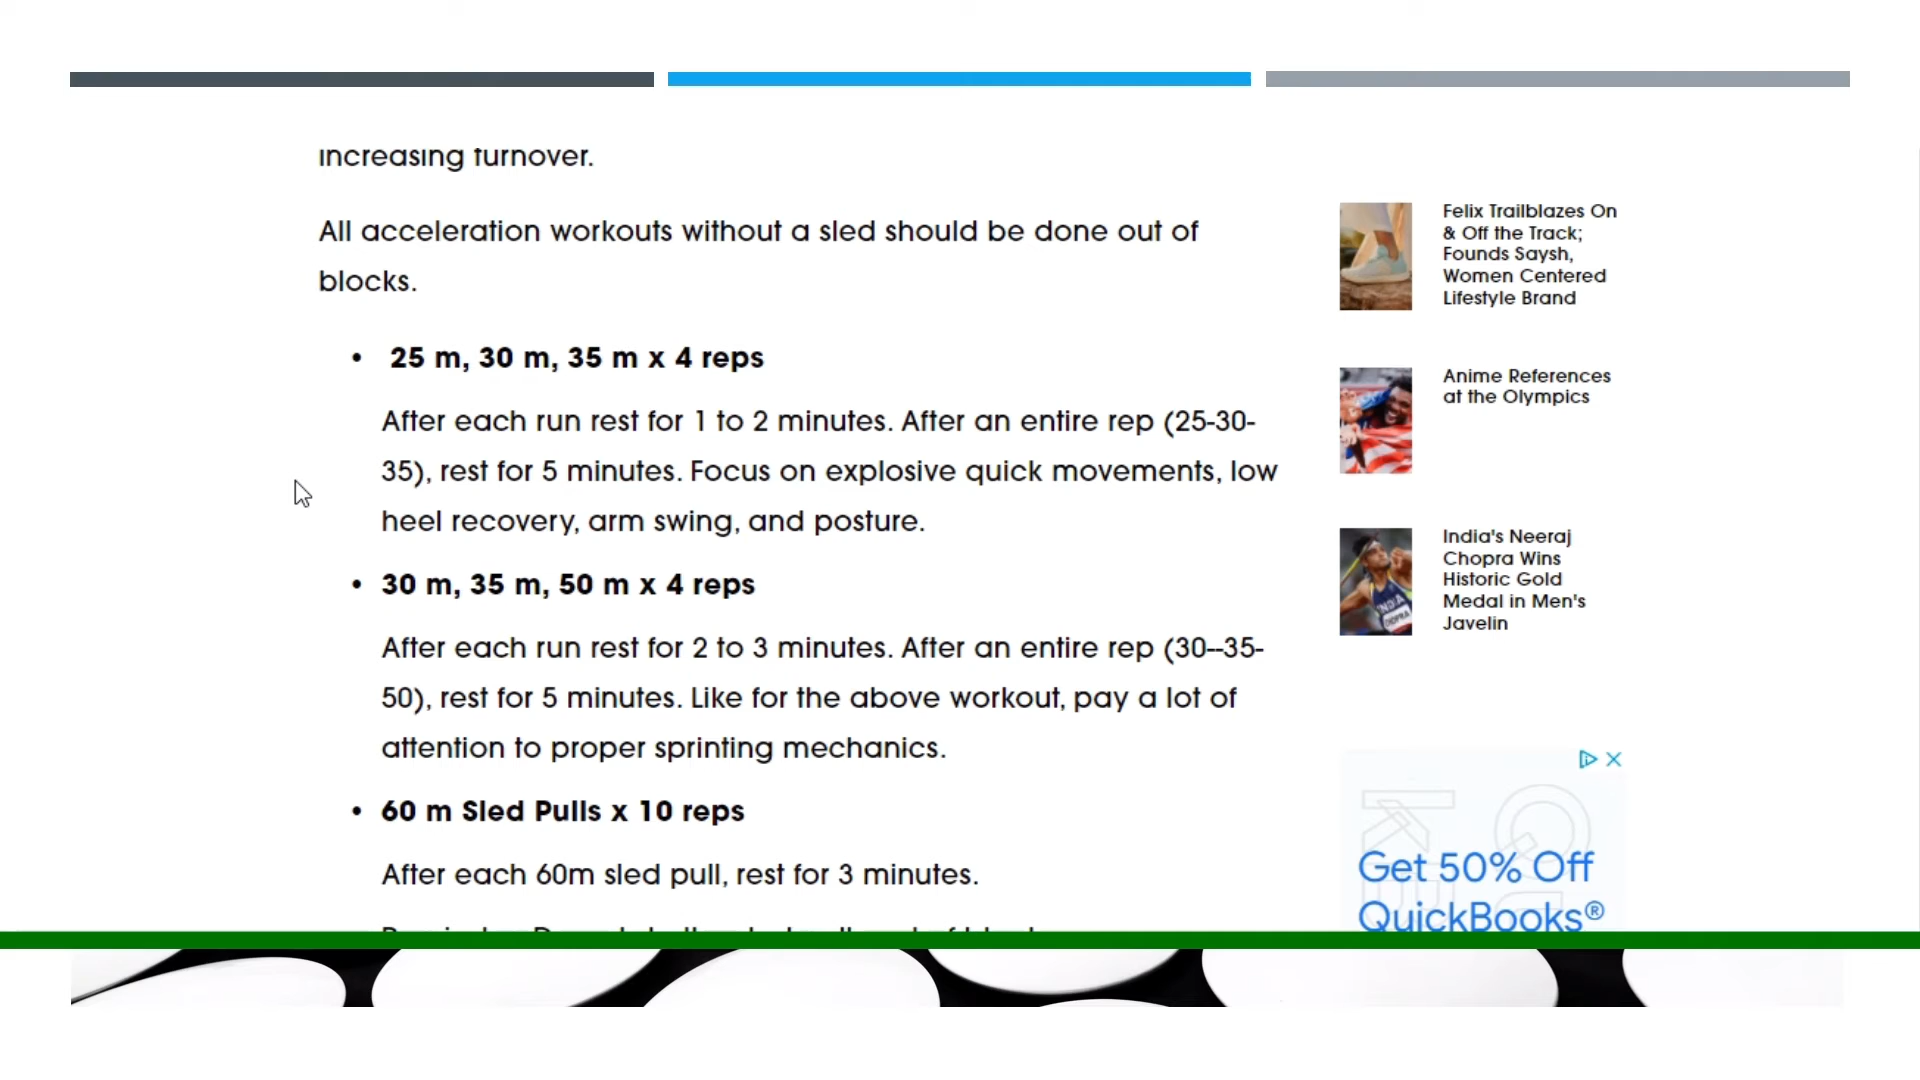 increasing turnover.
All acceleration workouts without a sled should be done out of
blocks.
• 25 m, 30 m, 35 m x 4 reps
After each run rest for 1 to 2 minutes. After an entire rep (25-30-
35), rest for 5 minutes. Focus on explosive quick movements, low
heel recovery, arm swing, and posture.
• 30 m, 35 m, 50 m x 4 reps
After each run rest for 2 to 3 minutes. After an entire rep (30--35-
50), rest for 5 minutes. Like for the above workout, pay a lot of
attention to proper sprinting mechanics.
• 60 m Sled Pulls x 10 reps
After each 60m sled pull, rest for 3 minutes.
Felix Trailblazes On
& Off the Track;
Founds Saysh,
Women Centered
Lifestyle Brand
Anime References
at the Olympics
India's Neeraj
Chopra Wins
Historic Gold
Medal in Men's
Javelin
INDIA
CHOPRA
Get 50% Off
QuickBooks®